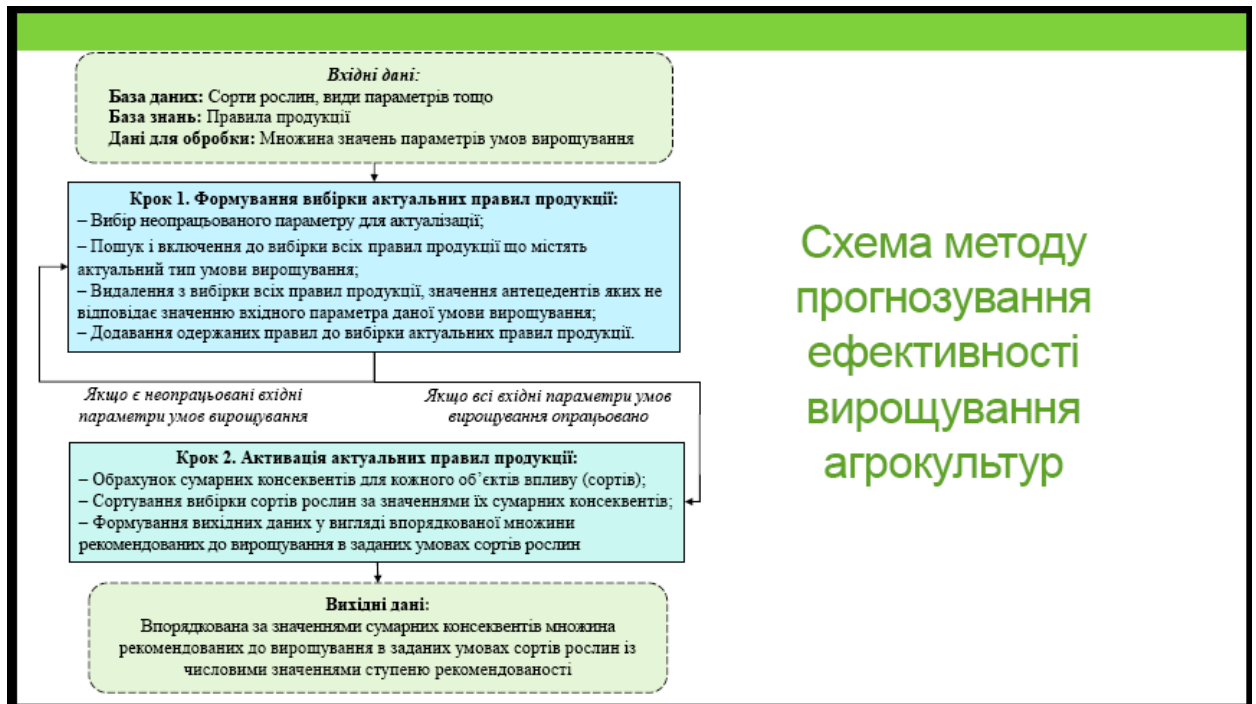 Вхідні дані:
База даних: Сорти рослин, види параметрів тощо
База знань: Правила продукції
Дані для обробки: Множина значень параметрів умов вирощування
Крок 1. Формування вибірки актуальних правил продукції:
– Вибір неопрацьованого параметру для актуалізації;
– Пошук і включення до вибірки всіх правил продукції що містять
актуальний тип умови вирощування;
– Видалення з вибірки всіх правил продукції, значення антецедентів яких не
відповідає значенню вхідного параметра даної умови вирощування;
– Додавання одержаних правил до вибірки актуальних правил продукції.
Якщо є неопрацьовані вхідні
параметри умов вирощування
Якщо всі вхідні параметри умов
вирощування опрацьовано
Крок 2. Активація актуальних правил продукції:
– Обрахунок сумарних консеквентів для кожного об’єктів впливу (сортів);
– Сортування вибірки сортів рослин за значеннями їх сумарних консеквентів;
– Формування вихідних даних у вигляді впорядкованої множини
рекомендованих до вирощування в заданих умовах сортів рослин
Вихідні дані:
Впорядкована за значеннями сумарних консеквентів множина
рекомендованих до вирощування в заданих умовах сортів рослин із
числовими значеннями ступеню рекомендованості
Схема методу
прогнозування
ефективності
вирощування
агрокультур